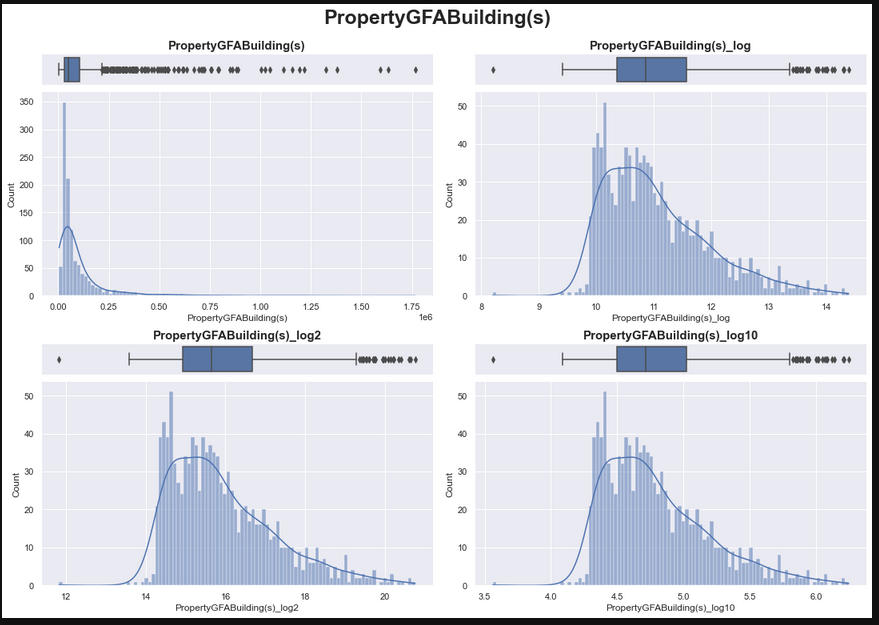 PropertyGFABuilding(s)
PropertyGFABuilding(s)
350
300
250
200
150
100
50
0
Count
0.00 0.25 0.50 0.75 1.00 1.25 1.50 1.75
1e6
PropertyGFABuilding(s)
PropertyGFABuilding(s)_log
50
40
30
20
10
0
Count
8 9 10 11 12 13 14
PropertyGFABuilding(s)_log
PropertyGFABuilding(s)_log2
50
40
30
20
10
0
Count
12 14 16 18 20
PropertyGFABuilding(s)_log2
PropertyGFABuilding(s)_log10
50
40
30
20
10
0
Count
3.5 4.0 4.5 5.0 5.5 6.0
PropertyGFABuilding(s)_log10